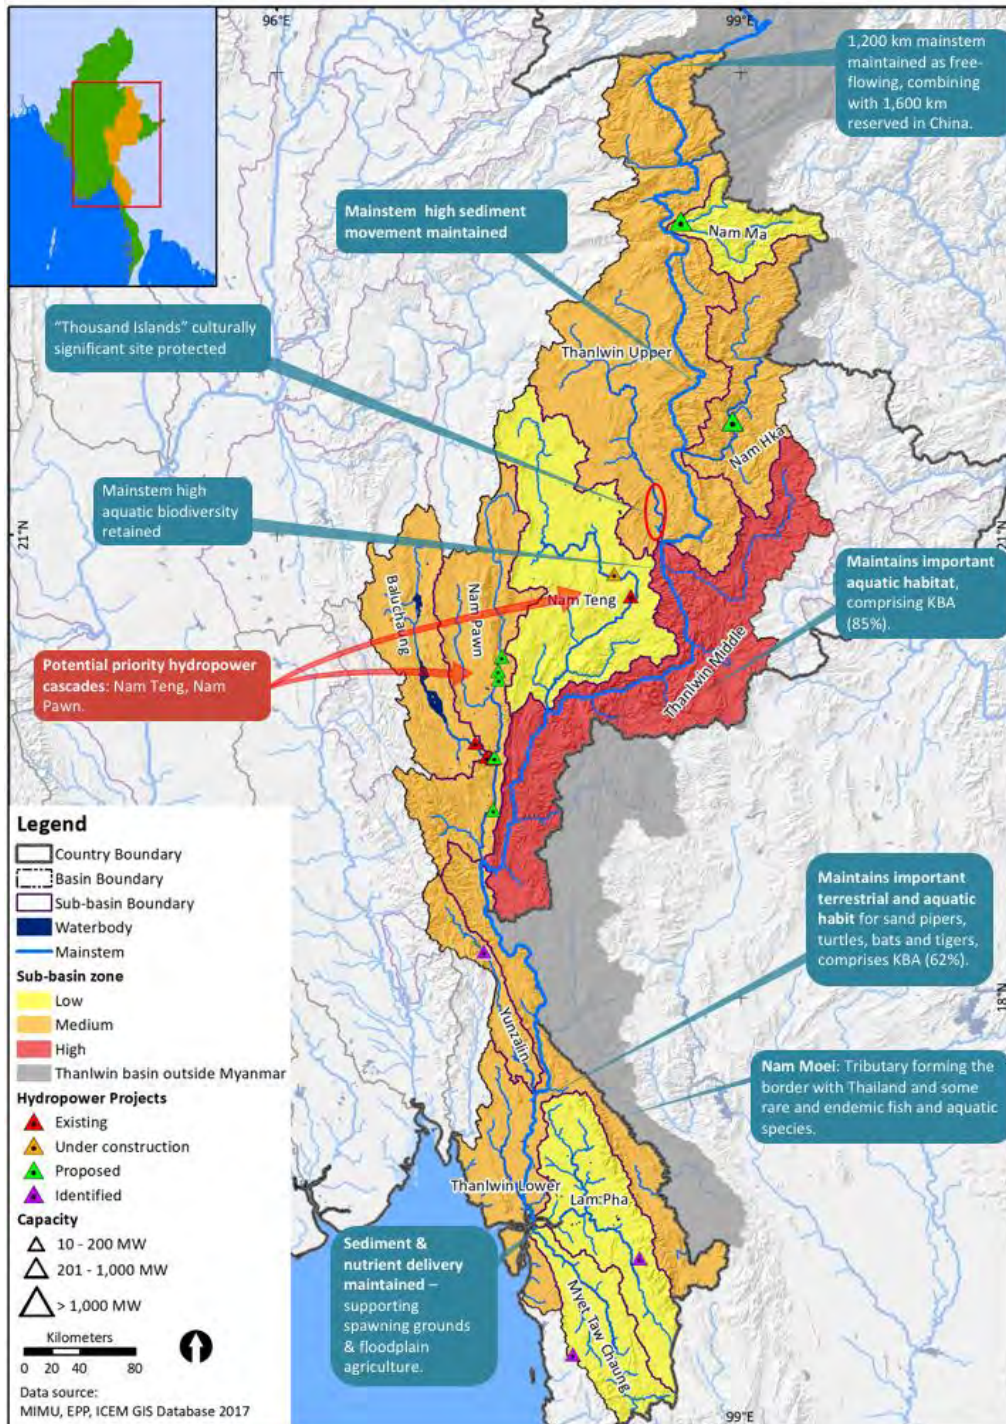 96°E
99°E
1,200 km mainstem
maintained as free-
flowing, combining
with 1,600 km
reserved in China.
Mainstem high sediment
movement maintained
Nam Ma
"Thousand Islands" culturally
significant site protected
Thanlwin Upper
Nam Hka
Mainstem high
aquatic biodiversity
retained
21°N
21°N
Maintains important
aquatic habitat,
comprising KBA
(85%).
Baluchaung
Nam Pawn
Nam Teng
Thanlwin Middle
Potential priority hydropower
cascades: Nam Teng, Nam
Pawn.
Legend
Country Boundary
Basin Boundary
Sub-basin Boundary
Waterbody
Mainstem
Sub-basin zone
Low
Medium
High
Thanlwin basin outside Myanmar
Hydropower Projects
Existing
Under construction
Proposed
Identified
Capacity
10 - 200 MW
201 - 1,000 MW
> 1,000 MW
Kilometers
0 20 40 80
Data source:
MIMU, EPP, ICEM GIS Database 2017
Maintains important
terrestrial and aquatic
habit for sand pipers,
turtles, bats and tigers,
comprises KBA (62%).
18°N
Yunzalin
Nam Moei: Tributary forming the
border with Thailand and some
rare and endemic fish and aquatic
species.
Thanlwin Lower
Lam Pha
Sediment &
nutrient delivery
maintained –
supporting
spawning grounds
& floodplain
agriculture.
Myet Taw Chaung
99°E